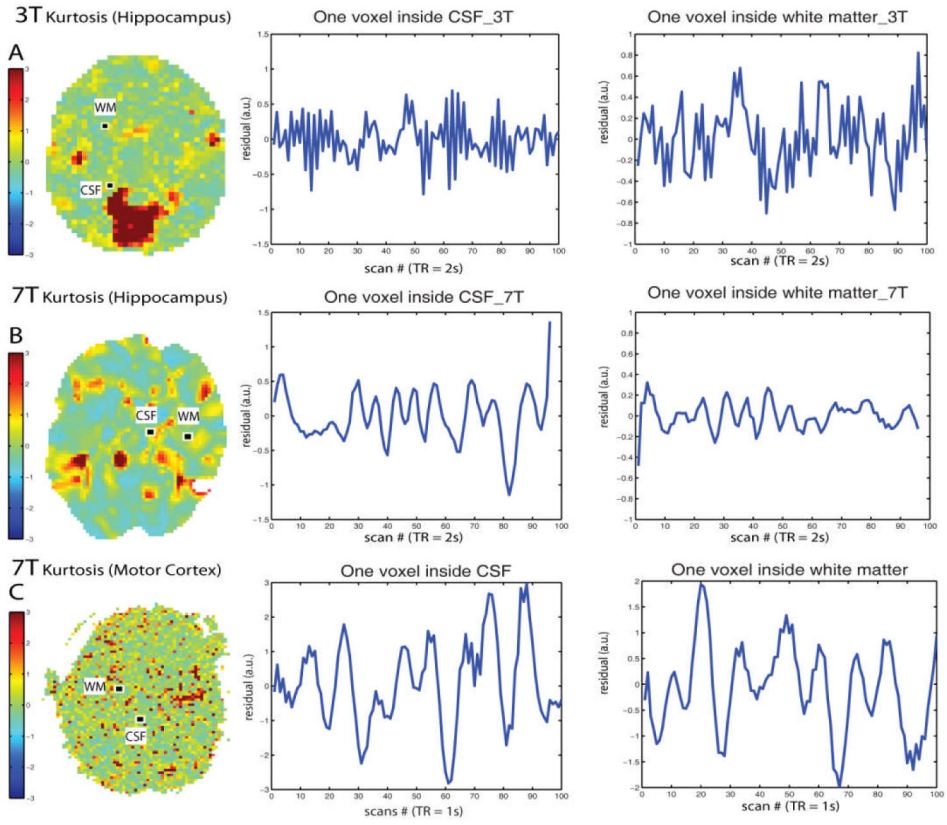 3T Kurtosis (Hippocampus)
A
3
2
1
0
−1
−2
−3
WM
CSF
One voxel inside CSF_3T
residual (a.u.)
1.5
1
0.5
0
−0.5
−1
−1.5
0 10 20 30 40 50 60 70 80 90 100
scan # (TR = 2s)
One voxel inside white matter_3T
residual (a.u.)
1
0.8
0.6
0.4
0.2
0
−0.2
−0.4
−0.6
−0.8
−1
0 10 20 30 40 50 60 70 80 90 100
scan # (TR = 2s)
7T Kurtosis (Hippocampus)
B
3
2
1
0
−1
−2
−3
CSF
WM
One voxel inside CSF_7T
residual (a.u.)
1.5
1
0.5
0
−0.5
−1
−1.5
0 10 20 30 40 50 60 70 80 90 100
scan # (TR = 2s)
One voxel inside white matter_7T
residual (a.u.)
1
0.8
0.6
0.4
0.2
0
−0.2
−0.4
−0.6
−0.8
−1
0 10 20 30 40 50 60 70 80 90 100
scan # (TR = 2s)
7T Kurtosis (Motor Cortex)
C
3
2
1
0
−1
−2
−3
WM
CSF
One voxel inside CSF
residual (a.u.)
3
2
1
0
−1
−2
−3
0 10 20 30 40 50 60 70 80 90 100
scans # (TR = 1s)
One voxel inside white matter
residual (a.u.)
2
1.5
1
0.5
0
−0.5
−1
−1.5
−2
0 10 20 30 40 50 60 70 80 90 100
scan # (TR = 1s)